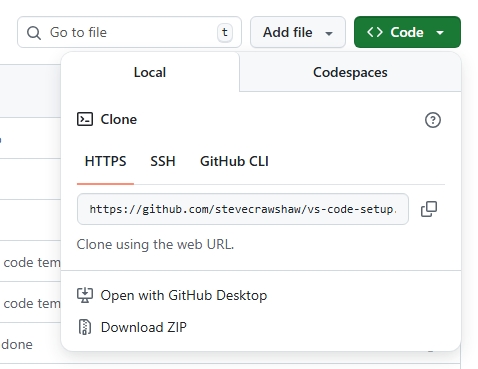 Go to file t Add file Code
Local Codespaces
Clone
HTTPS SSH GitHub CLI
https://github.com/stevecrawshaw/vs-code-setup.
Clone using the web URL.
code tem
Open with GitHub Desktop
code tem
Download ZIP
done